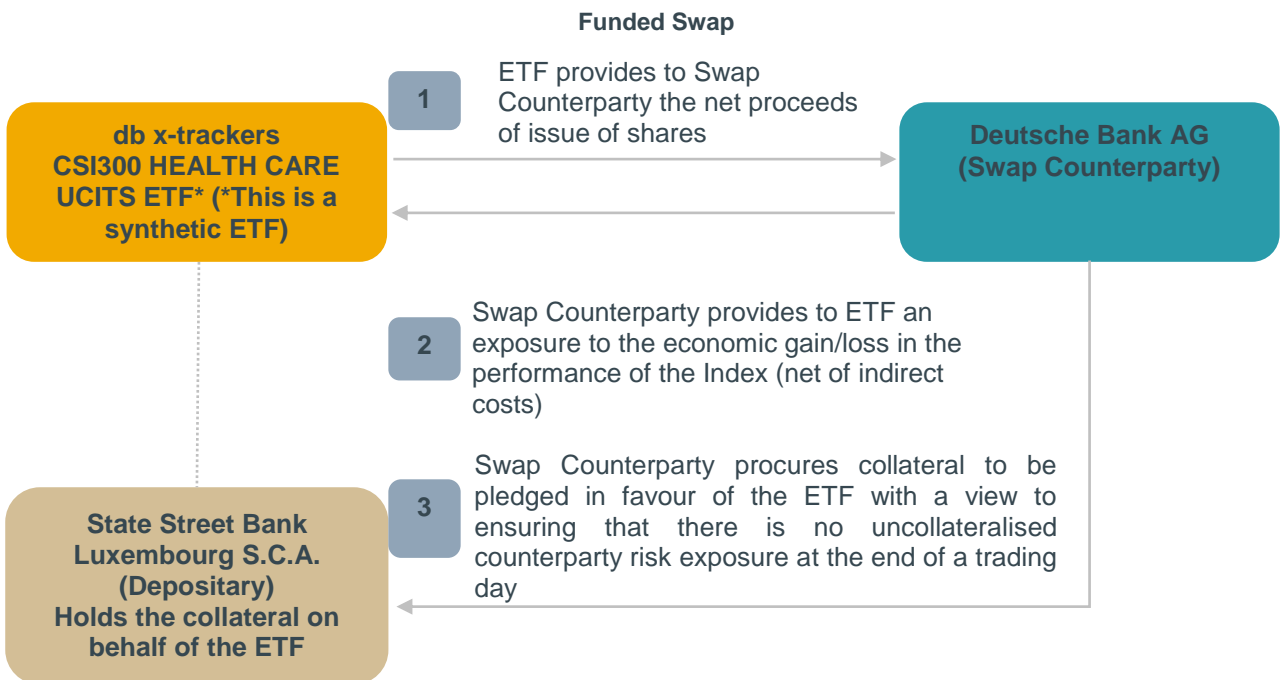 Funded Swap
1
ETF provides to Swap
Counterparty the net proceeds
of issue of shares
db x-trackers
CSI300 HEALTH CARE
UCITS ETF* (*This is a
synthetic ETF)
Deutsche Bank AG
(Swap Counterparty)
2
Swap Counterparty provides to ETF an
exposure to the economic gain/loss in the
performance of the Index (net of indirect
costs)
3
Swap Counterparty procures collateral to be
pledged in favour of the ETF with a view to
ensuring that there is no uncollateralised
counterparty risk exposure at the end of a trading
day
State Street Bank
Luxembourg S.C.A.
(Depositary)
Holds the collateral on
behalf of the ETF